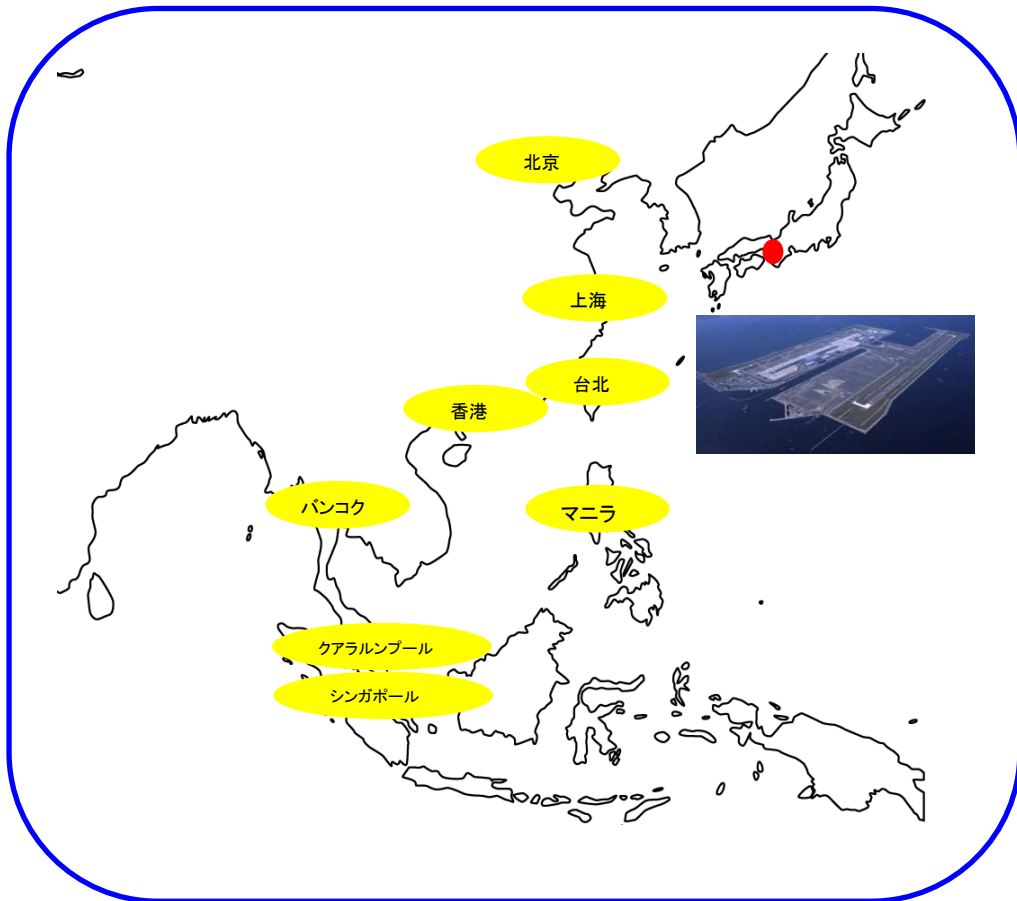 北京
上海
台北
香港
バンコク
マニラ
クアラルンプール
シンガポール